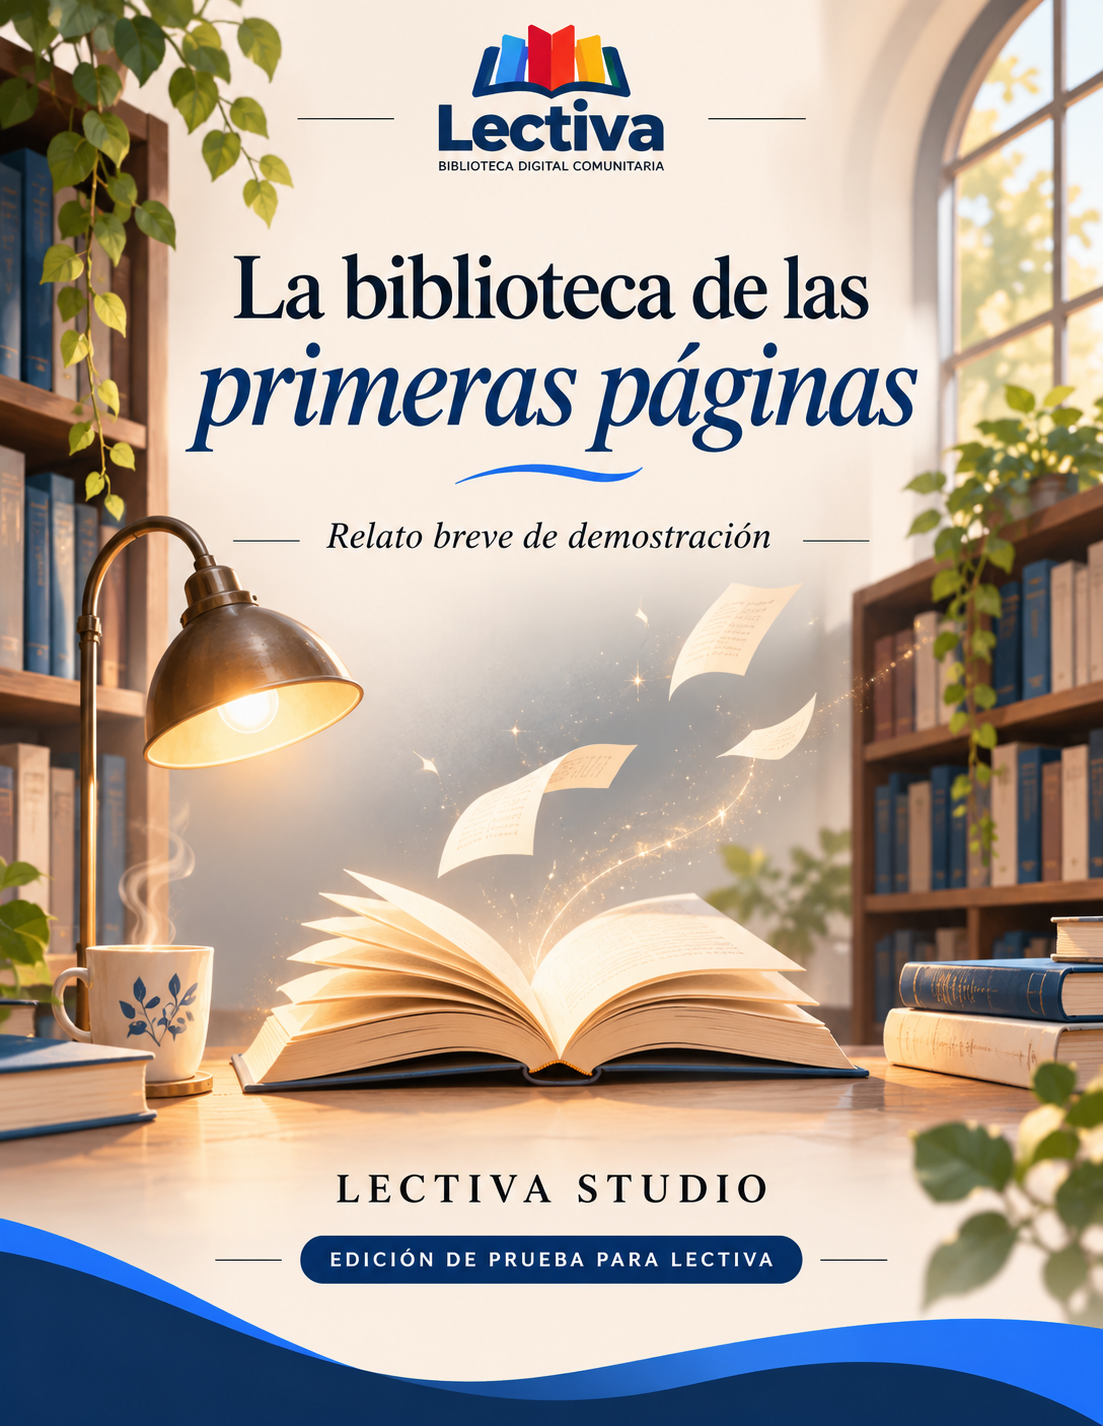 Lectiva
BIBLIOTECA DIGITAL COMUNITARIA
La biblioteca de las
primeras páginas
Relato breve de demostración
LECTIVA STUDIO
EDICIÓN DE PRUEBA PARA LECTIVA